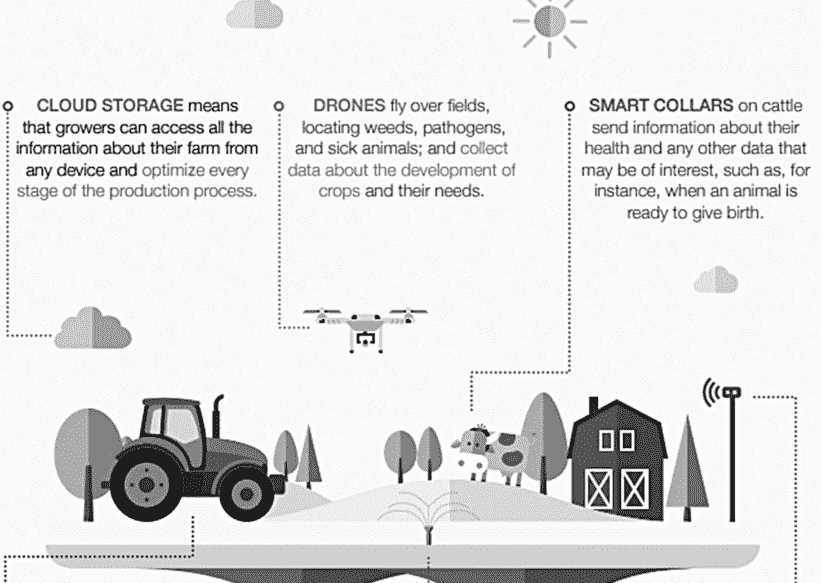 CLOUD STORAGE means
that growers can access all the
information about their farm from
any device and optimize every
stage of the production process.
DRONES fly over fields,
locating weeds, pathogens,
and sick animals; and collect
data about the development of
crops and their needs.
SMART COLLARS on cattle
send information about their
health and any other data that
may be of interest, such as, for
instance, when an animal is
ready to give birth.